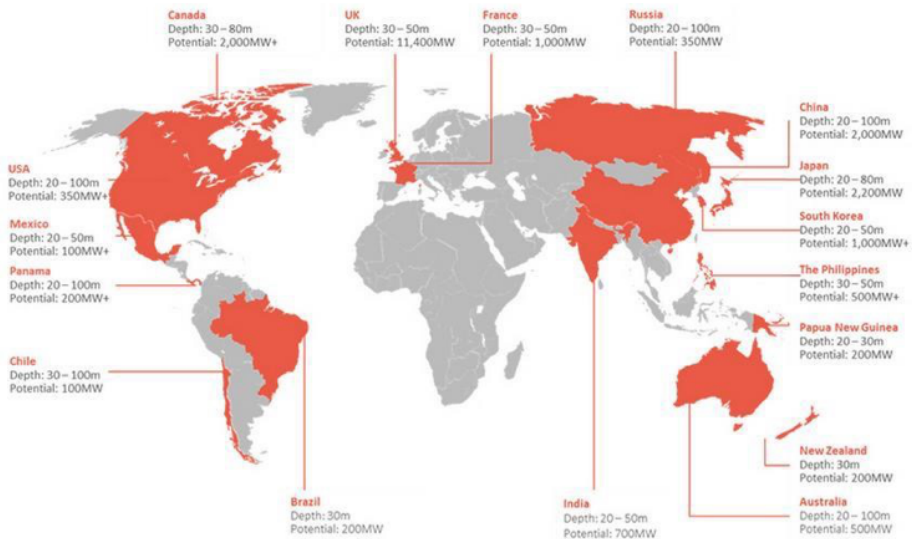 Canada
Depth: 30 – 80m
Potential: 2,000MW+
UK
Depth: 30 – 50m
Potential: 11,400MW
France
Depth: 30 – 50m
Potential: 1,000MW
Russia
Depth: 20 – 100m
Potential: 350MW
China
Depth: 20 – 100m
Potential: 2,000MW
USA
Depth: 20 – 100m
Potential: 350MW+
Japan
Depth: 20 – 80m
Potential: 2,200MW
Mexico
Depth: 20 – 50m
Potential: 100MW+
South Korea
Depth: 20 – 50m
Potential: 1,000MW+
Panama
Depth: 20 – 100m
Potential: 200MW+
The Philippines
Depth: 30 – 50m
Potential: 500MW+
Papua New Guinea
Depth: 20 – 30m
Potential: 200MW
Chile
Depth: 30 – 100m
Potential: 100MW
New Zealand
Depth: 30m
Potential: 200MW
Brazil
Depth: 30m
Potential: 200MW
India
Depth: 20 – 50m
Potential: 700MW
Australia
Depth: 20 – 100m
Potential: 500MW